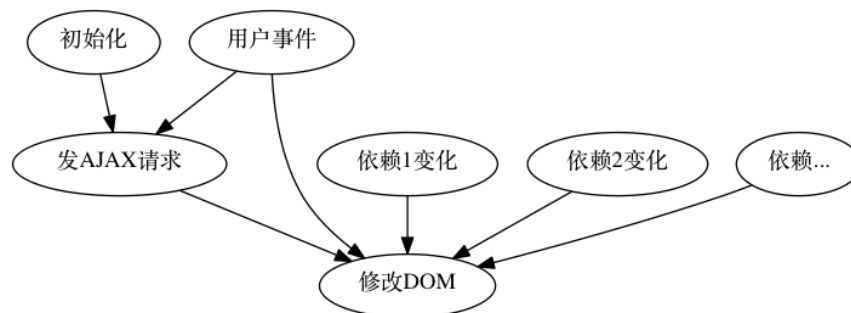 初始化
用户事件
发AJAX请求
依赖1变化
依赖2变化
依赖...
修改DOM